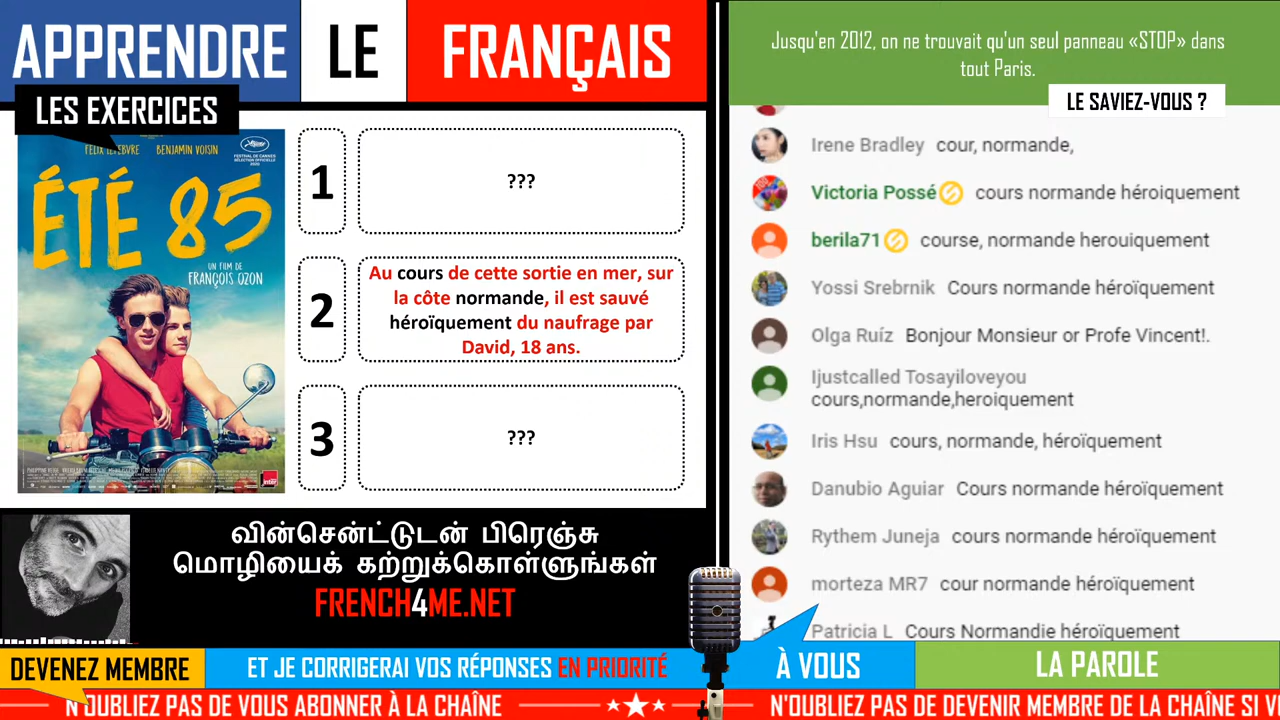 APPRENDRE LE FRANÇAIS
LES EXERCICES
FÉLIX LEFEBVRE BENJAMIN VOISIN
FESTIVAL DE CANNES
ÉTÉ 85
UN FILM DE
FRANÇOIS OZON
inter
1
???
2
Au cours de cette sortie en mer, sur
la côte normande, il est sauvé
héroïquement du naufrage par
David, 18 ans.
3
???
வின்சென்ட்டுடன் பிரெஞ்சு
மொழியைக் கற்றுக்கொள்ளுங்கள்
FRENCH4ME.NET
DEVENEZ MEMBRE
ET JE CORRIGERAI VOS RÉPONSES EN PRIORITÉ
Jusqu'en 2012, on ne trouvait qu'un seul panneau «STOP» dans
tout Paris.
LE SAVIEZ-VOUS ?
Irene Bradley cour, normande,
Victoria Possé cours normande héroiquement
berila71 course, normande herouiquement
Yossi Srebrnik Cours normande héroïquement
Olga Ruíz Bonjour Monsieur or Profe Vincent!.
Ijustcalled Tosayiloveyou
cours,normande,heroiquement
Iris Hsu cours, normande, héroïquement
Danubio Aguiar Cours normande héroïquement
Rythem Juneja cours normande héroïquement
morteza MR7 cour normande héroïquement
Patricia L Cours Normandie héroïquement
À VOUS
LA PAROLE
N'OUBLIEZ PAS DE VOUS ABONNER À LA CHAÎNE
N'OUBLIEZ PAS DE DEVENIR MEMBRE DE LA CHAÎNE SI V